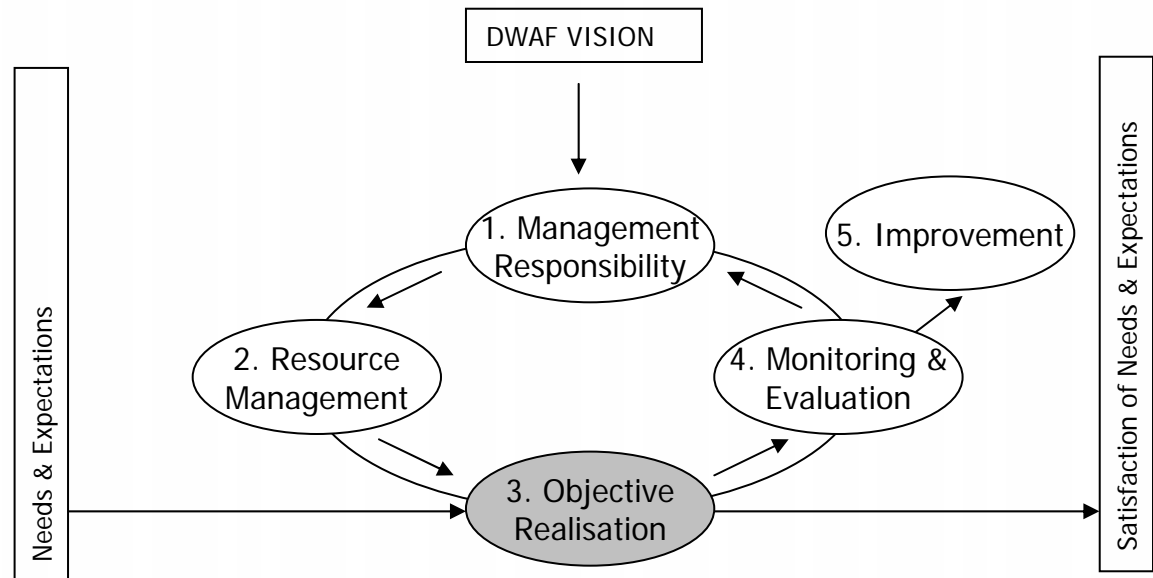 DWAF VISION
Needs & Expectations
1. Management
Responsibility
5. Improvement
2. Resource
Management
4. Monitoring &
Evaluation
3. Objective
Realisation
Satisfaction of Needs & Expectations